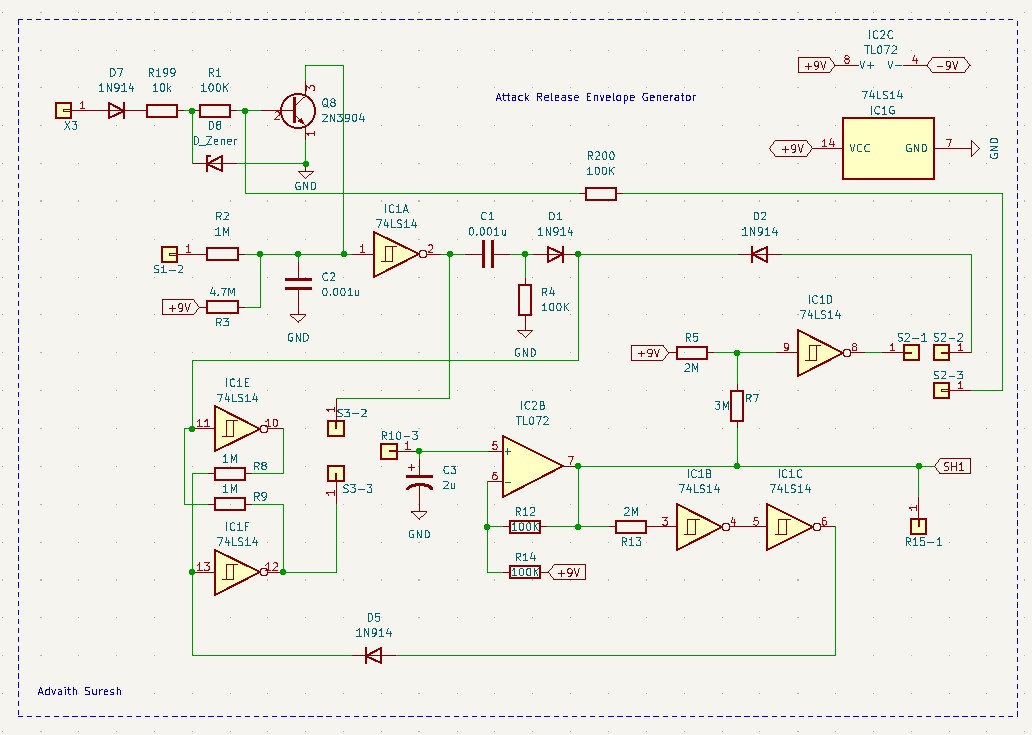 IC2C
TL072
+9V 8 V+ V- 4 -9V
D7
1N914
R199
10k
R1
100K
3
Q8
2N3904
2
1
X3
1
D8
D_Zener
GND
Attack Release Envelope Generator
74LS14
IC1G
+9V 14 VCC GND 7 GND
R200
100K
R2
1M
S1-2
1
4.7M
R3
+9V
C2
0.001u
GND
IC1A
74LS14
1 2
C1
0.001u
D1
1N914
R4
100K
GND
D2
1N914
IC1D
74LS14
+9V
R5
2M
9 8
1 S2-1
S2-2
1
S2-3
1
3M R7
IC1E
74LS14
11 10
1M R8
1M R9
IC1F
74LS14
13 12
1
S3-2
S3-3
1
R10-3
1
+
C3
2u
GND
IC2B
TL072
5 +
6 -
7
R12
100K
R14
100K
+9V
2M
R13
IC1B
74LS14
3 4
IC1C
74LS14
5 6
SH1
1
R15-1
D5
1N914
Advaith Suresh